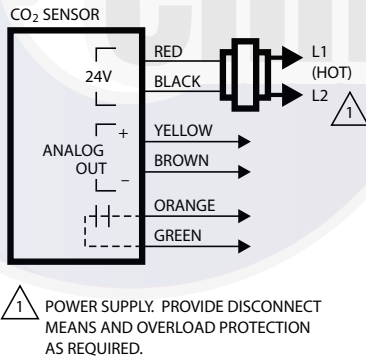 CO₂ SENSOR
RED
L1
(HOT)
24V
BLACK
L2
1
+
YELLOW
ANALOG
OUT
BROWN
–
ORANGE
GREEN
1 POWER SUPPLY. PROVIDE DISCONNECT
MEANS AND OVERLOAD PROTECTION
AS REQUIRED.